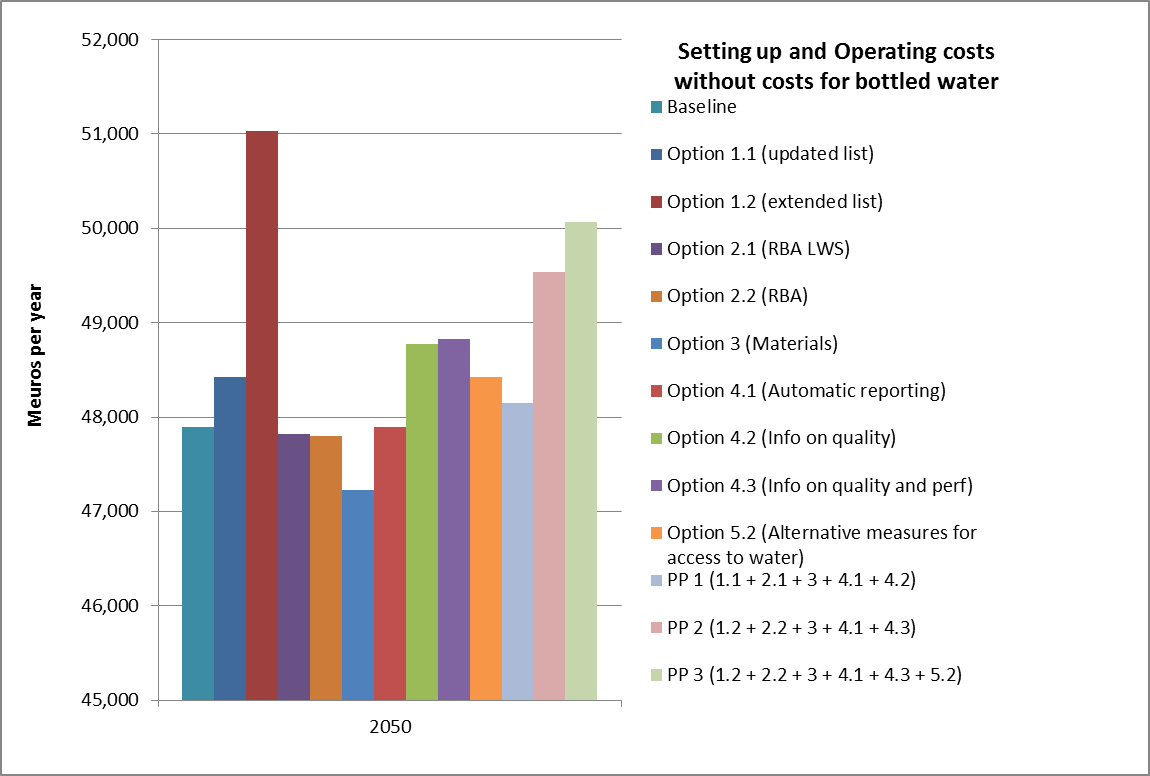 52,000
51,000
50,000
49,000
48,000
47,000
46,000
45,000
Meuros per year
2050
Setting up and Operating costs
without costs for bottled water
Baseline
Option 1.1 (updated list)
Option 1.2 (extended list)
Option 2.1 (RBA LWS)
Option 2.2 (RBA)
Option 3 (Materials)
Option 4.1 (Automatic reporting)
Option 4.2 (Info on quality)
Option 4.3 (Info on quality and perf)
Option 5.2 (Alternative measures for
access to water)
PP 1 (1.1 + 2.1 + 3 + 4.1 + 4.2)
PP 2 (1.2 + 2.2 + 3 + 4.1 + 4.3)
PP 3 (1.2 + 2.2 + 3 + 4.1 + 4.3 + 5.2)